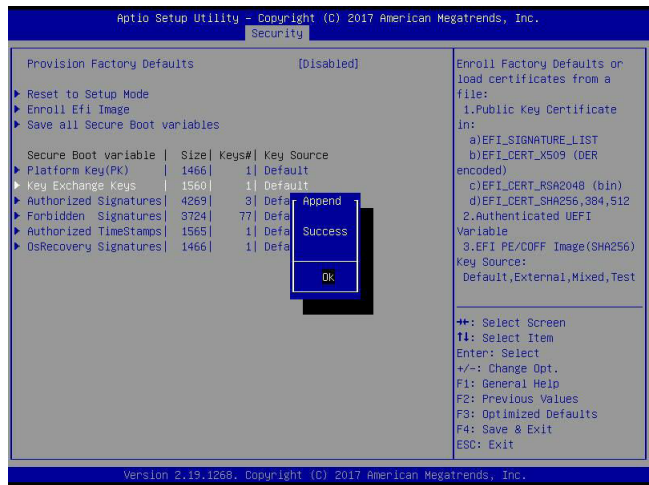 Aptio Setup Utility – Copyright (C) 2017 American Megatrends, Inc.
Security
Provision Factory Defaults [Disabled]
Reset to Setup Mode
Enroll Efi Image
Save all Secure Boot variables
Secure Boot variable | Size| Keys#| Key Source
Platform Key(PK) | 1466| 1| Default
Key Exchange Keys | 1560| 1| Default
Authorized Signatures| 4269| 3| Defa
Forbidden Signatures| 3724| 77| Defa
Authorized TimeStamps| 1565| 1| Defa
OsRecovery Signatures| 1466| 1| Defa
Append
Success
Ok
Enroll Factory Defaults or
load certificates from a
file:
1.Public Key Certificate
in:
a)EFI_SIGNATURE_LIST
b)EFI_CERT_X509 (DER
encoded)
c)EFI_CERT_RSA2048 (bin)
d)EFI_CERT_SHA256,384,512
2.Authenticated UEFI
Variable
3.EFI PE/COFF Image(SHA256)
Key Source:
Default,External,Mixed,Test
→←: Select Screen
↑↓: Select Item
Enter: Select
+/-: Change Opt.
F1: General Help
F2: Previous Values
F3: Optimized Defaults
F4: Save & Exit
ESC: Exit
Version 2.19.1268. Copyright (C) 2017 American Megatrends, Inc.